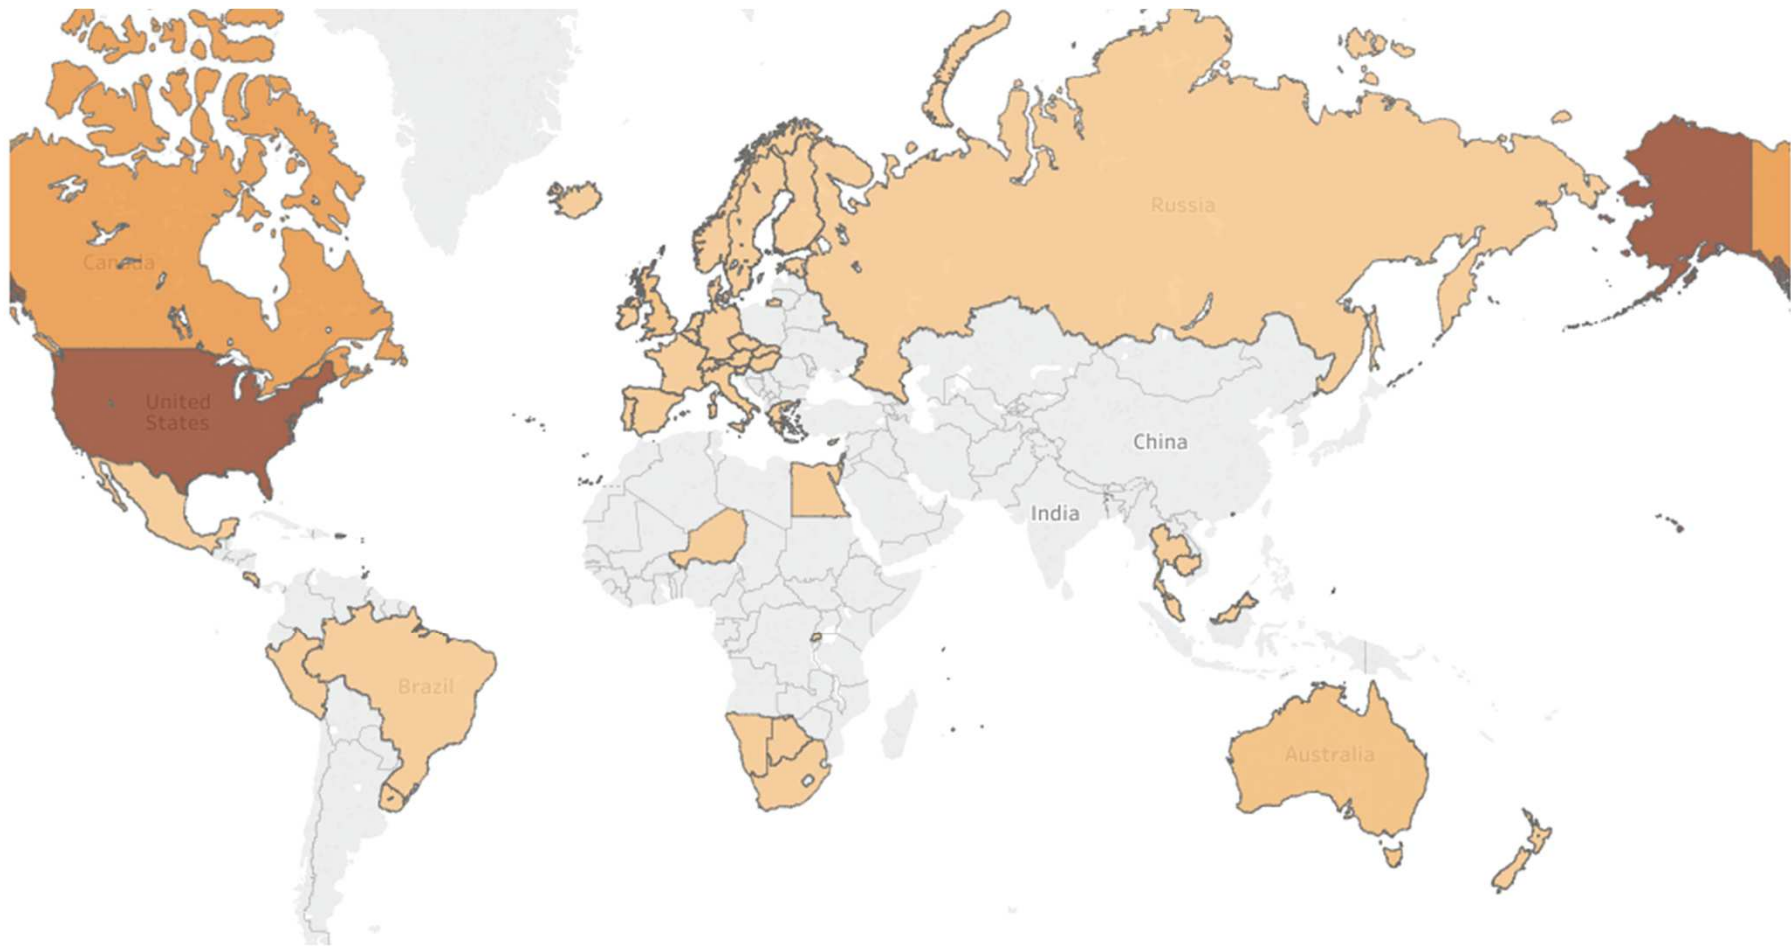 Russia
Canada
United
States
China
India
Brazil
Australia